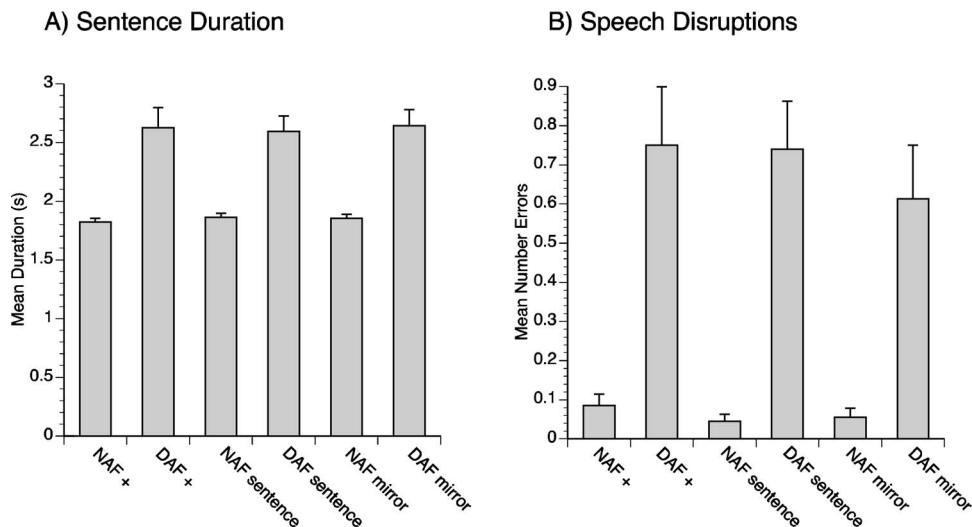 A) Sentence Duration
Mean Duration (s)
3
2.5
2
1.5
1
0.5
0
NAF +
DAF +
NAF sentence
DAF sentence
NAF mirror
DAF mirror
B) Speech Disruptions
Mean Number Errors
0.9
0.8
0.7
0.6
0.5
0.4
0.3
0.2
0.1
0
NAF +
DAF +
NAF sentence
DAF sentence
NAF mirror
DAF mirror